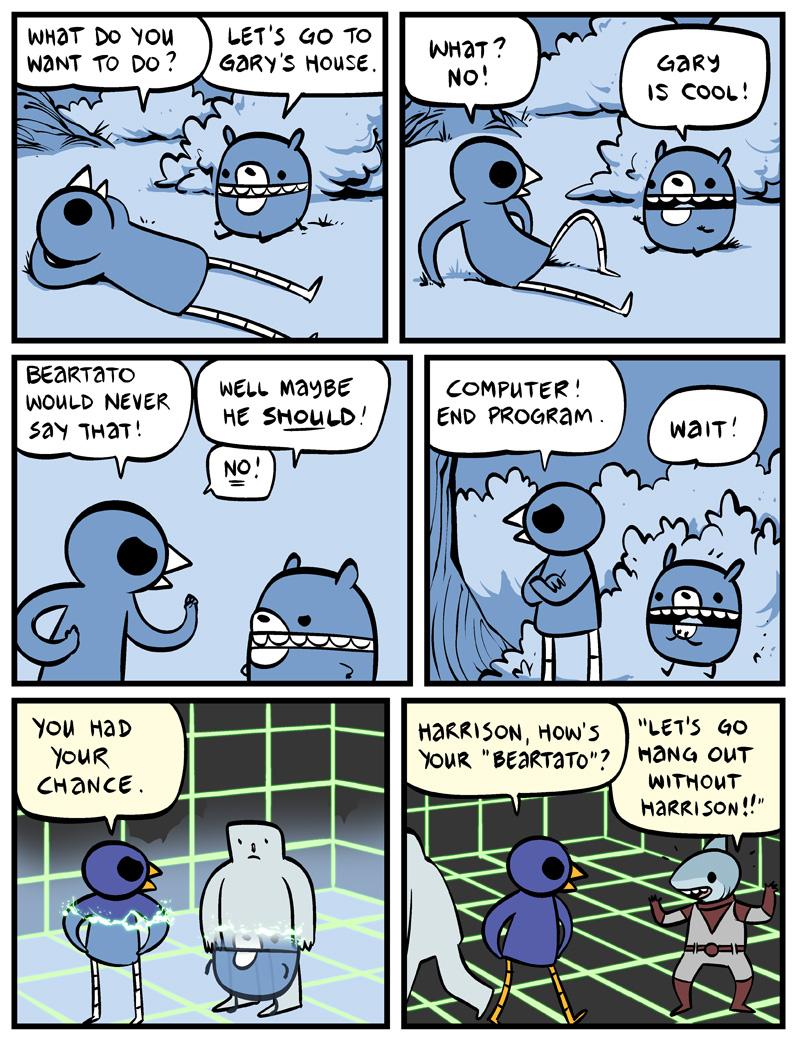 WHAT DO YOU
WANT TO DO?
LET'S GO TO
GARY'S HOUSE.
WHAT?
NO!
GARY
IS COOL!
BEARTATO
WOULD NEVER
SAY THAT!
WELL MAYBE
HE SHOULD!
NO!
COMPUTER!
END PROGRAM.
WAIT!
YOU HAD
YOUR
CHANCE.
HARRISON, HOW'S
YOUR "BEARTATO"?
"LET'S GO
HANG OUT
WITHOUT
HARRISON!!"